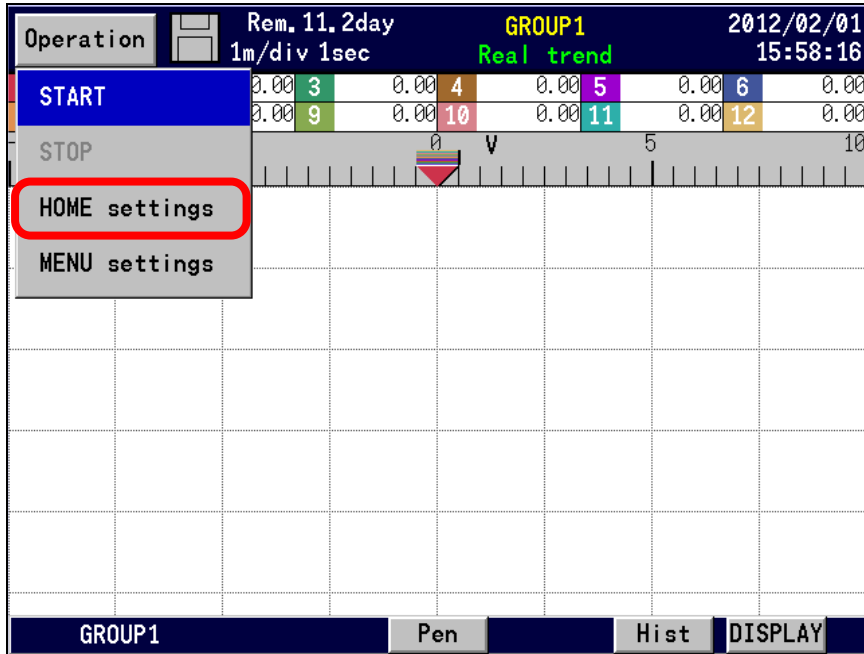 Operation Rem. 11.2day GROUP1 2012/02/01
1m/div 1sec Real trend 15:58:16
START 0.00 3 0.00 4 0.00 5 0.00 6 0.00
0.00 9 0.00 10 0.00 11 0.00 12 0.00
STOP 0 V 5 10
HOME settings
MENU settings
GROUP1 Pen Hist DISPLAY